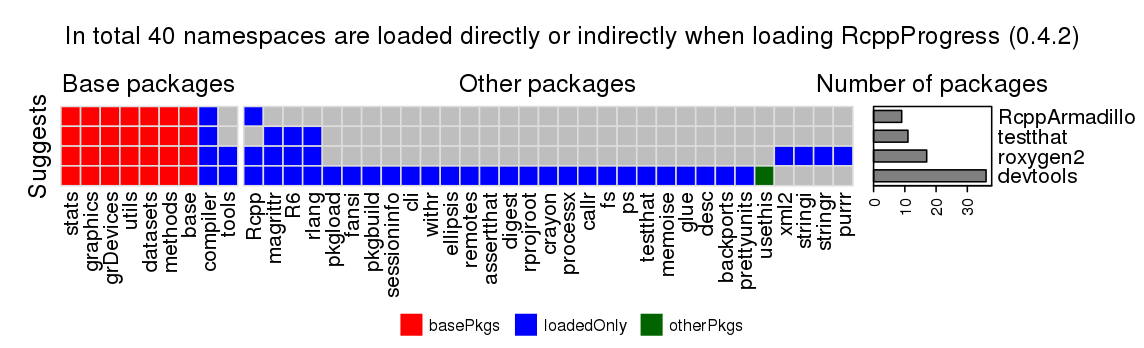 In total 40 namespaces are loaded directly or indirectly when loading RcppProgress (0.4.2)
Base packages
Other packages
Number of packages
Suggests
RcppArmadillo
testthat
roxygen2
devtools
stats
graphics
grDevices
utils
datasets
methods
base
compiler
tools
Rcpp
magrittr
R6
rlang
pkgload
fansi
pkgbuild
sessioninfo
cli
withr
ellipsis
remotes
assertthat
digest
rprojroot
crayon
processx
callr
fs
ps
testthat
memoise
glue
desc
backports
prettyunits
usethis
xml2
stringi
stringr
purrr
0
10
20
30
basePkgs
loadedOnly
otherPkgs